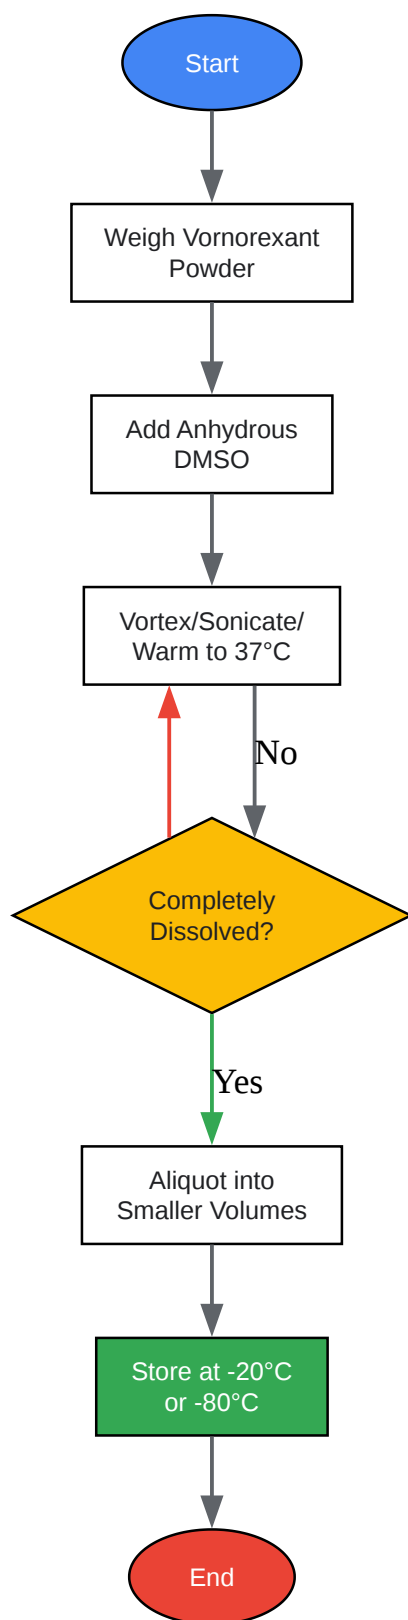 Start
Weigh Vornorexant
Powder
Add Anhydrous
DMSO
Vortex/Sonicate/
Warm to 37°C
No
Completely
Dissolved?
Yes
Aliquot into
Smaller Volumes
Store at -20°C
or -80°C
End